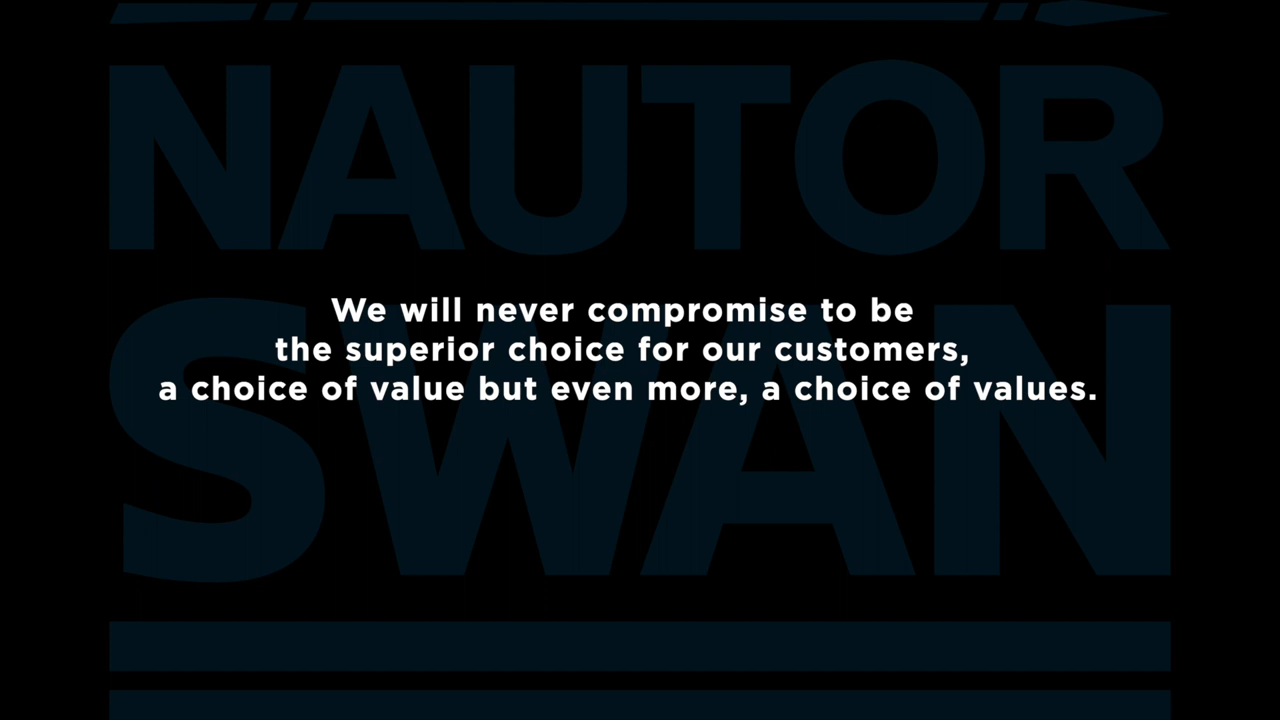 NAUTOR
SWAN
We will never compromise to be
the superior choice for our customers,
a choice of value but even more, a choice of values.